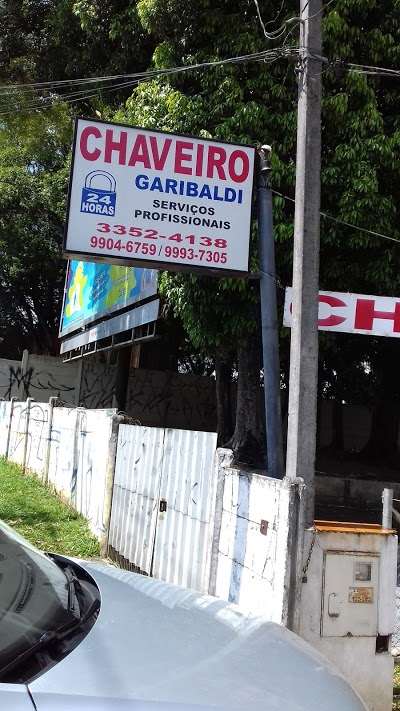 CHAVEIRO
GARIBALDI
24
HORAS
SERVIÇOS
PROFISSIONAIS
3352-4138
9904-6759 / 9993-7305
CH